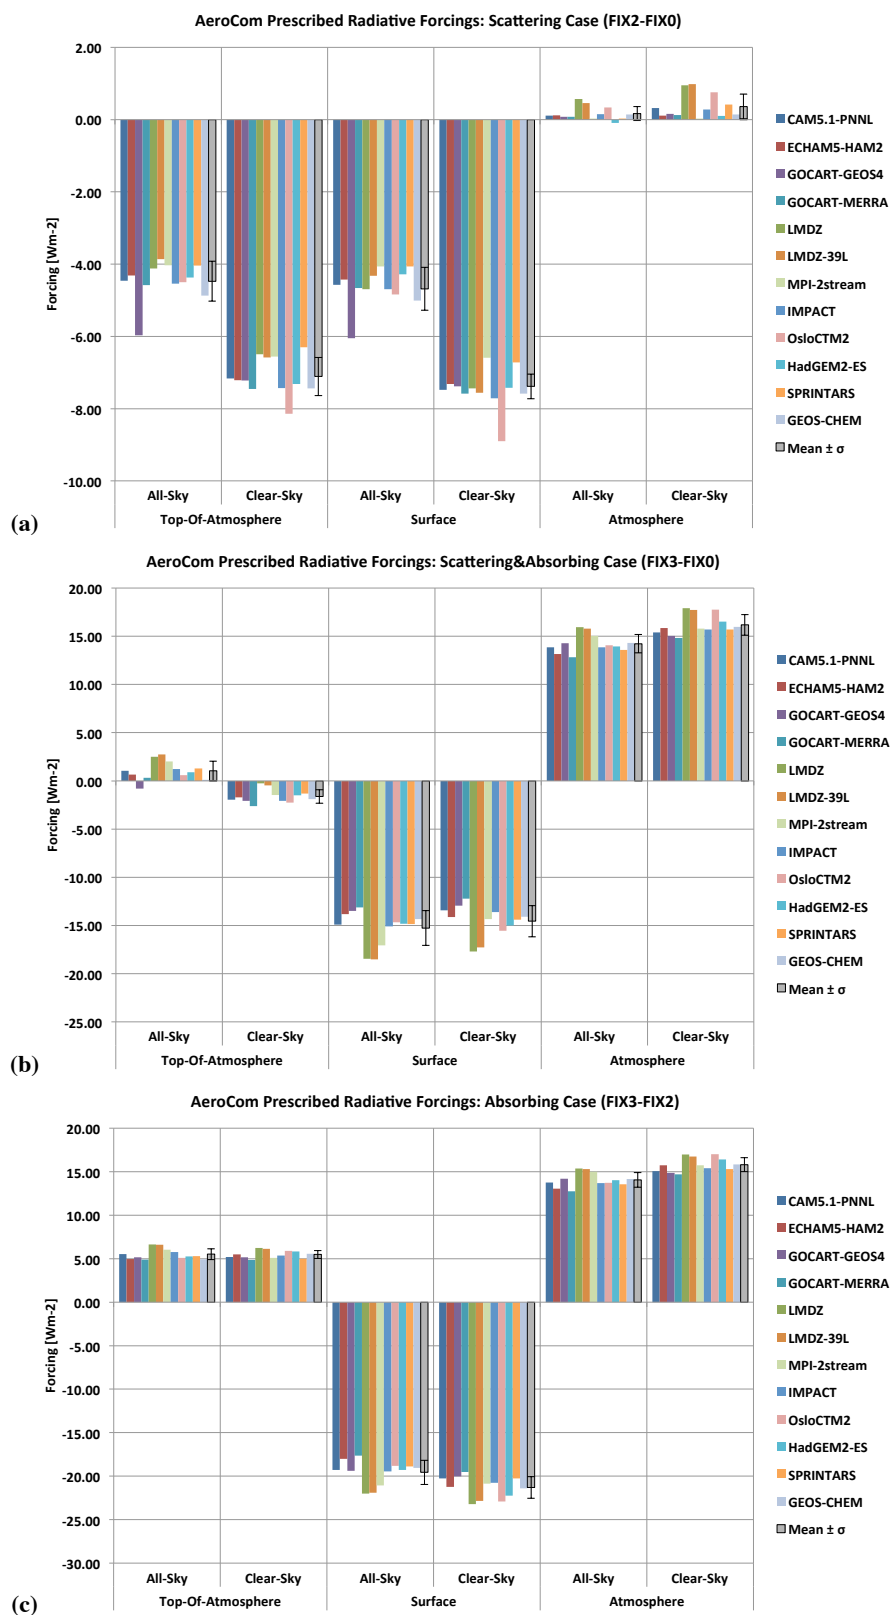 AeroCom Prescribed Radiative Forcings: Scattering Case (FIX2-FIX0)
2.00
0.00
-2.00
-4.00
-6.00
-8.00
-10.00
Forcing [Wm-2]
All-Sky Clear-Sky All-Sky Clear-Sky All-Sky Clear-Sky
Top-Of-Atmosphere Surface Atmosphere
CAM5.1-PNNL
ECHAM5-HAM2
GOCART-GEOS4
GOCART-MERRA
LMDZ
LMDZ-39L
MPI-2stream
IMPACT
OsloCTM2
HadGEM2-ES
SPRINTARS
GEOS-CHEM
Mean ± σ
(a)
AeroCom Prescribed Radiative Forcings: Scattering&Absorbing Case (FIX3-FIX0)
20.00
15.00
10.00
5.00
0.00
-5.00
-10.00
-15.00
-20.00
-25.00
Forcing [Wm-2]
All-Sky Clear-Sky All-Sky Clear-Sky All-Sky Clear-Sky
Top-Of-Atmosphere Surface Atmosphere
CAM5.1-PNNL
ECHAM5-HAM2
GOCART-GEOS4
GOCART-MERRA
LMDZ
LMDZ-39L
MPI-2stream
IMPACT
OsloCTM2
HadGEM2-ES
SPRINTARS
GEOS-CHEM
Mean ± σ
(b)
AeroCom Prescribed Radiative Forcings: Absorbing Case (FIX3-FIX2)
20.00
15.00
10.00
5.00
0.00
-5.00
-10.00
-15.00
-20.00
-25.00
-30.00
Forcing [Wm-2]
All-Sky Clear-Sky All-Sky Clear-Sky All-Sky Clear-Sky
Top-Of-Atmosphere Surface Atmosphere
CAM5.1-PNNL
ECHAM5-HAM2
GOCART-GEOS4
GOCART-MERRA
LMDZ
LMDZ-39L
MPI-2stream
IMPACT
OsloCTM2
HadGEM2-ES
SPRINTARS
GEOS-CHEM
Mean ± σ
(c)